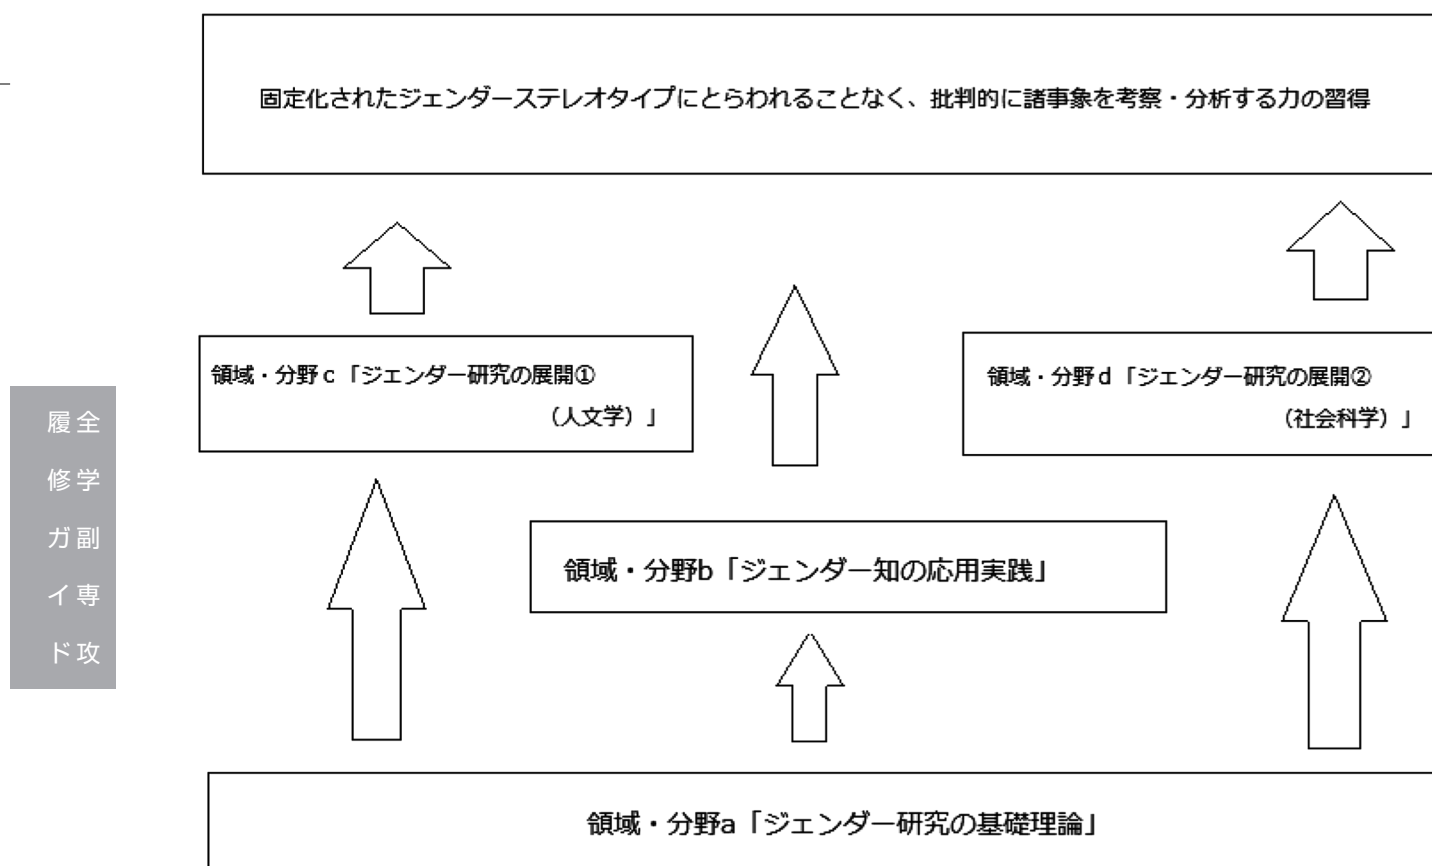 固定化されたジェンダーステレオタイプにとらわれることなく、批判的に諸事象を考察・分析する力の習得
領域・分野c「ジェンダー研究の展開①
（人文学）」
領域・分野d「ジェンダー研究の展開②
（社会科学）」
領域・分野b「ジェンダー知の応用実践」
領域・分野a「ジェンダー研究の基礎理論」
全学副専攻
履修ガイド